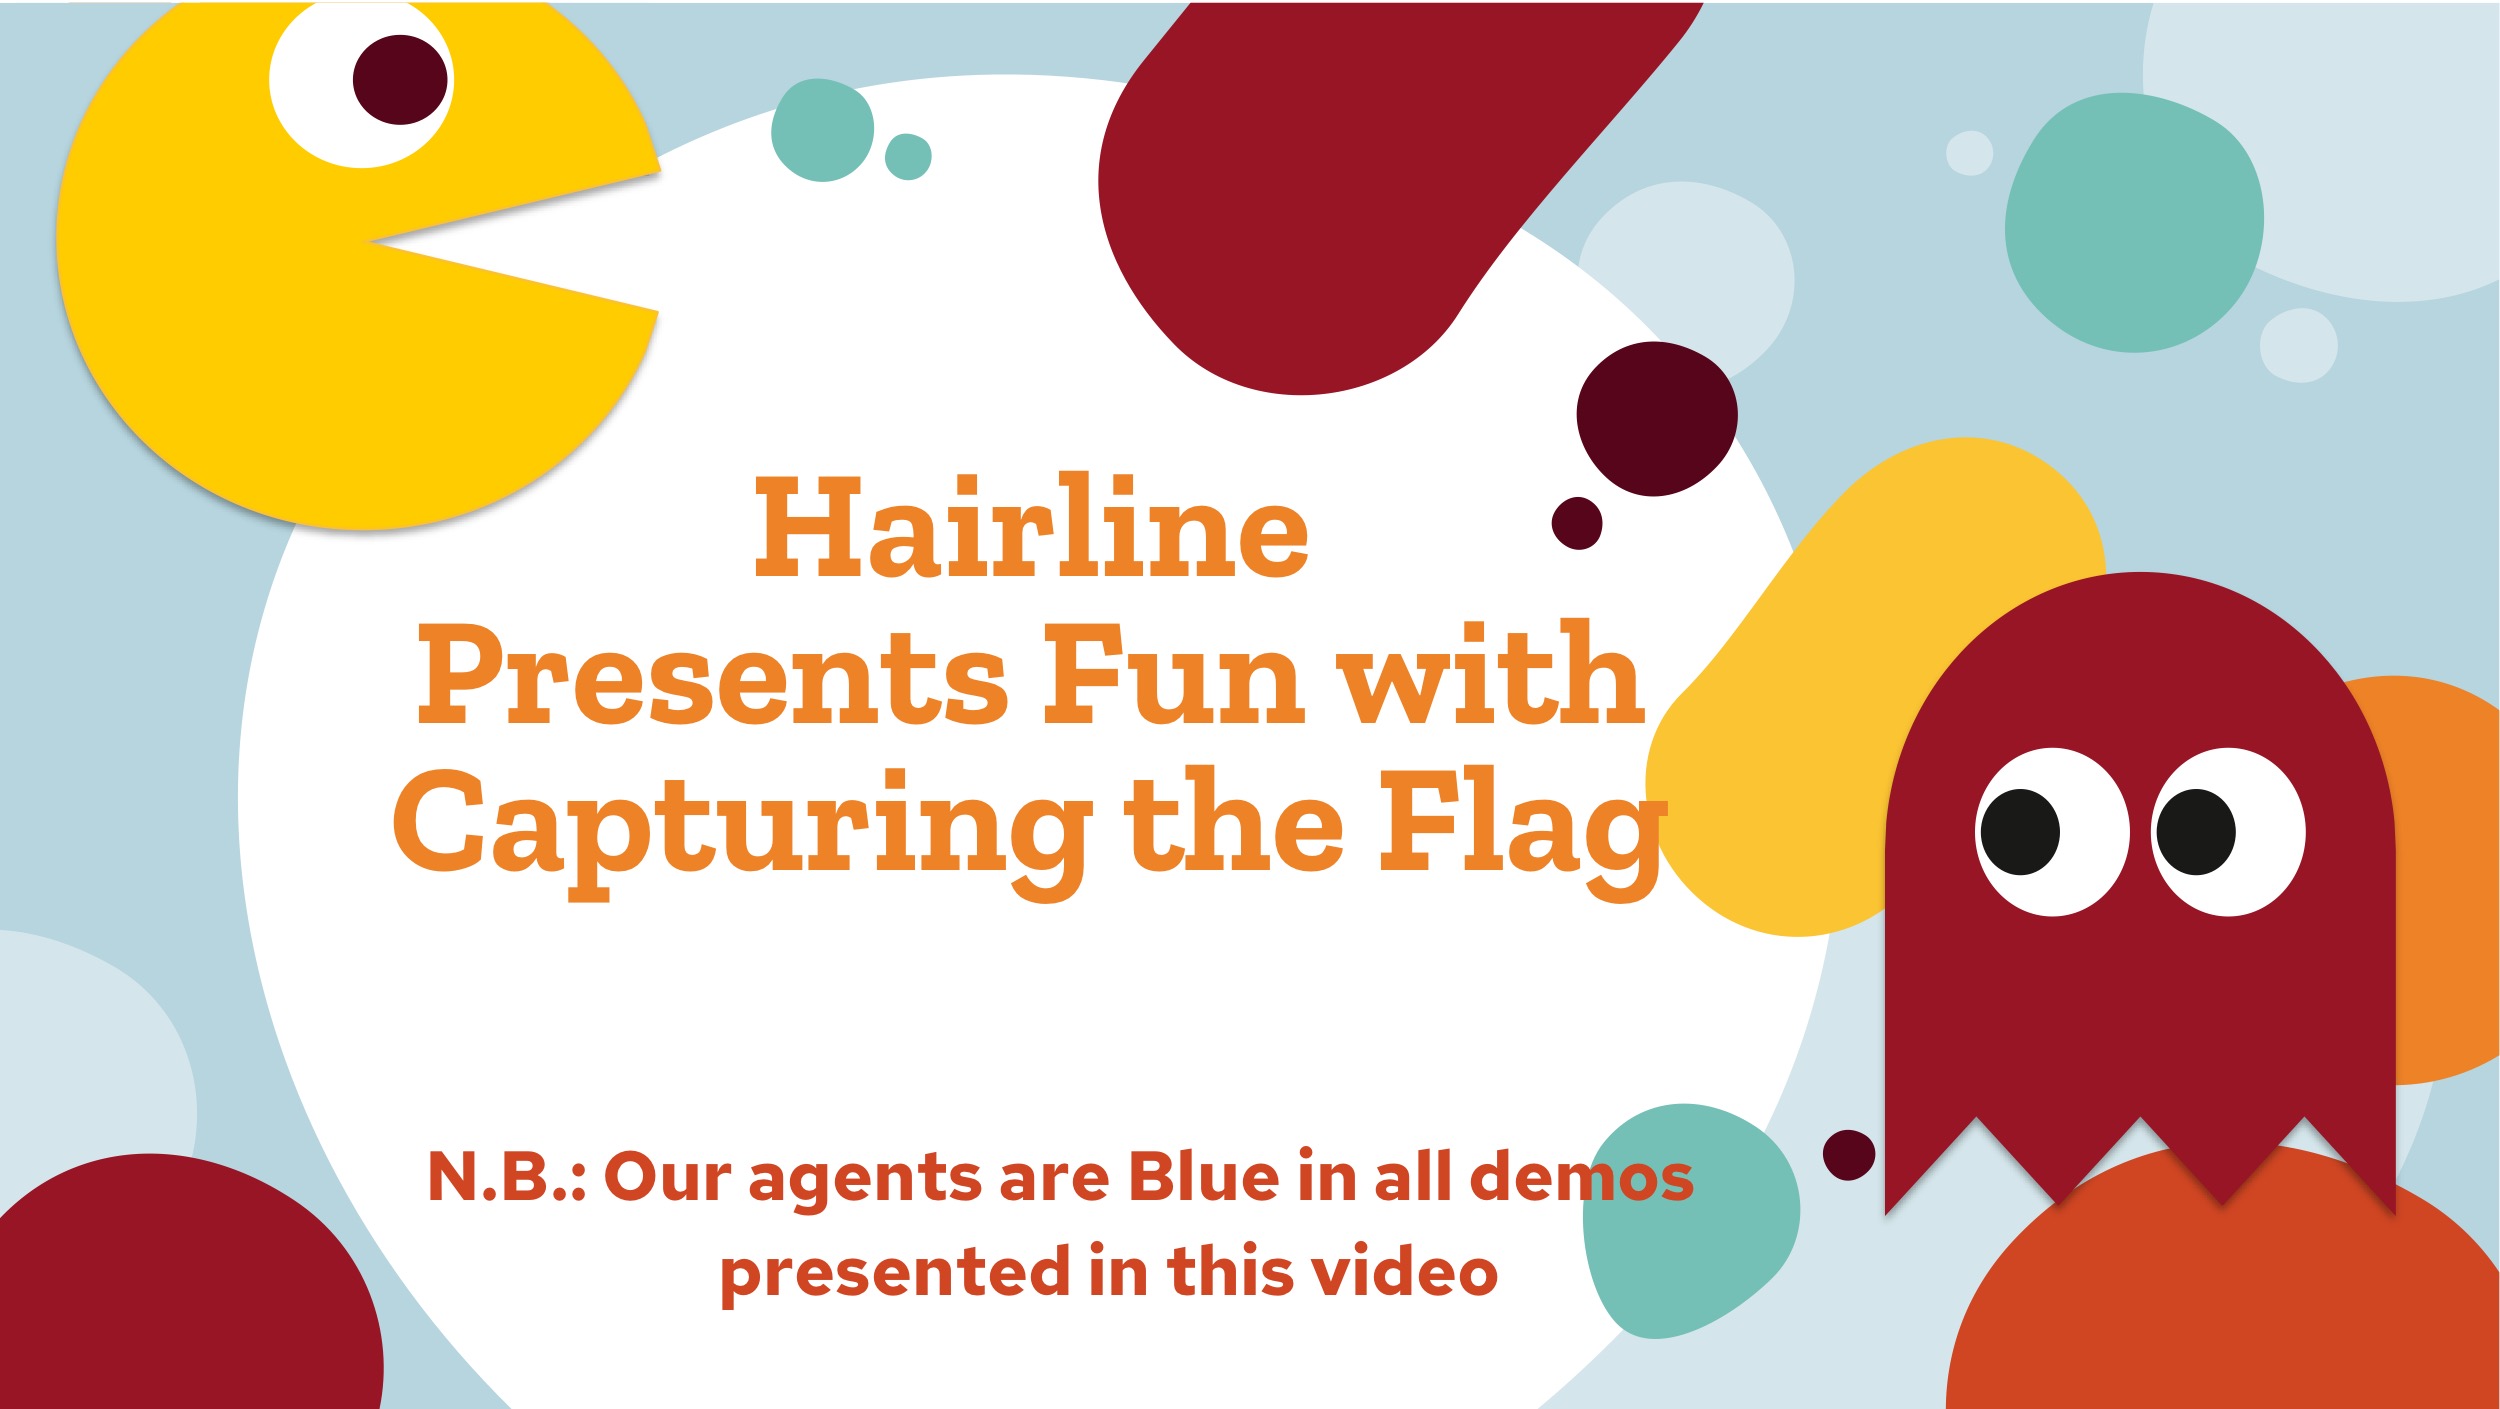 Hairline
Presents Fun with
Capturing the Flag
N.B.: Our agents are Blue in all demos
presented in this video